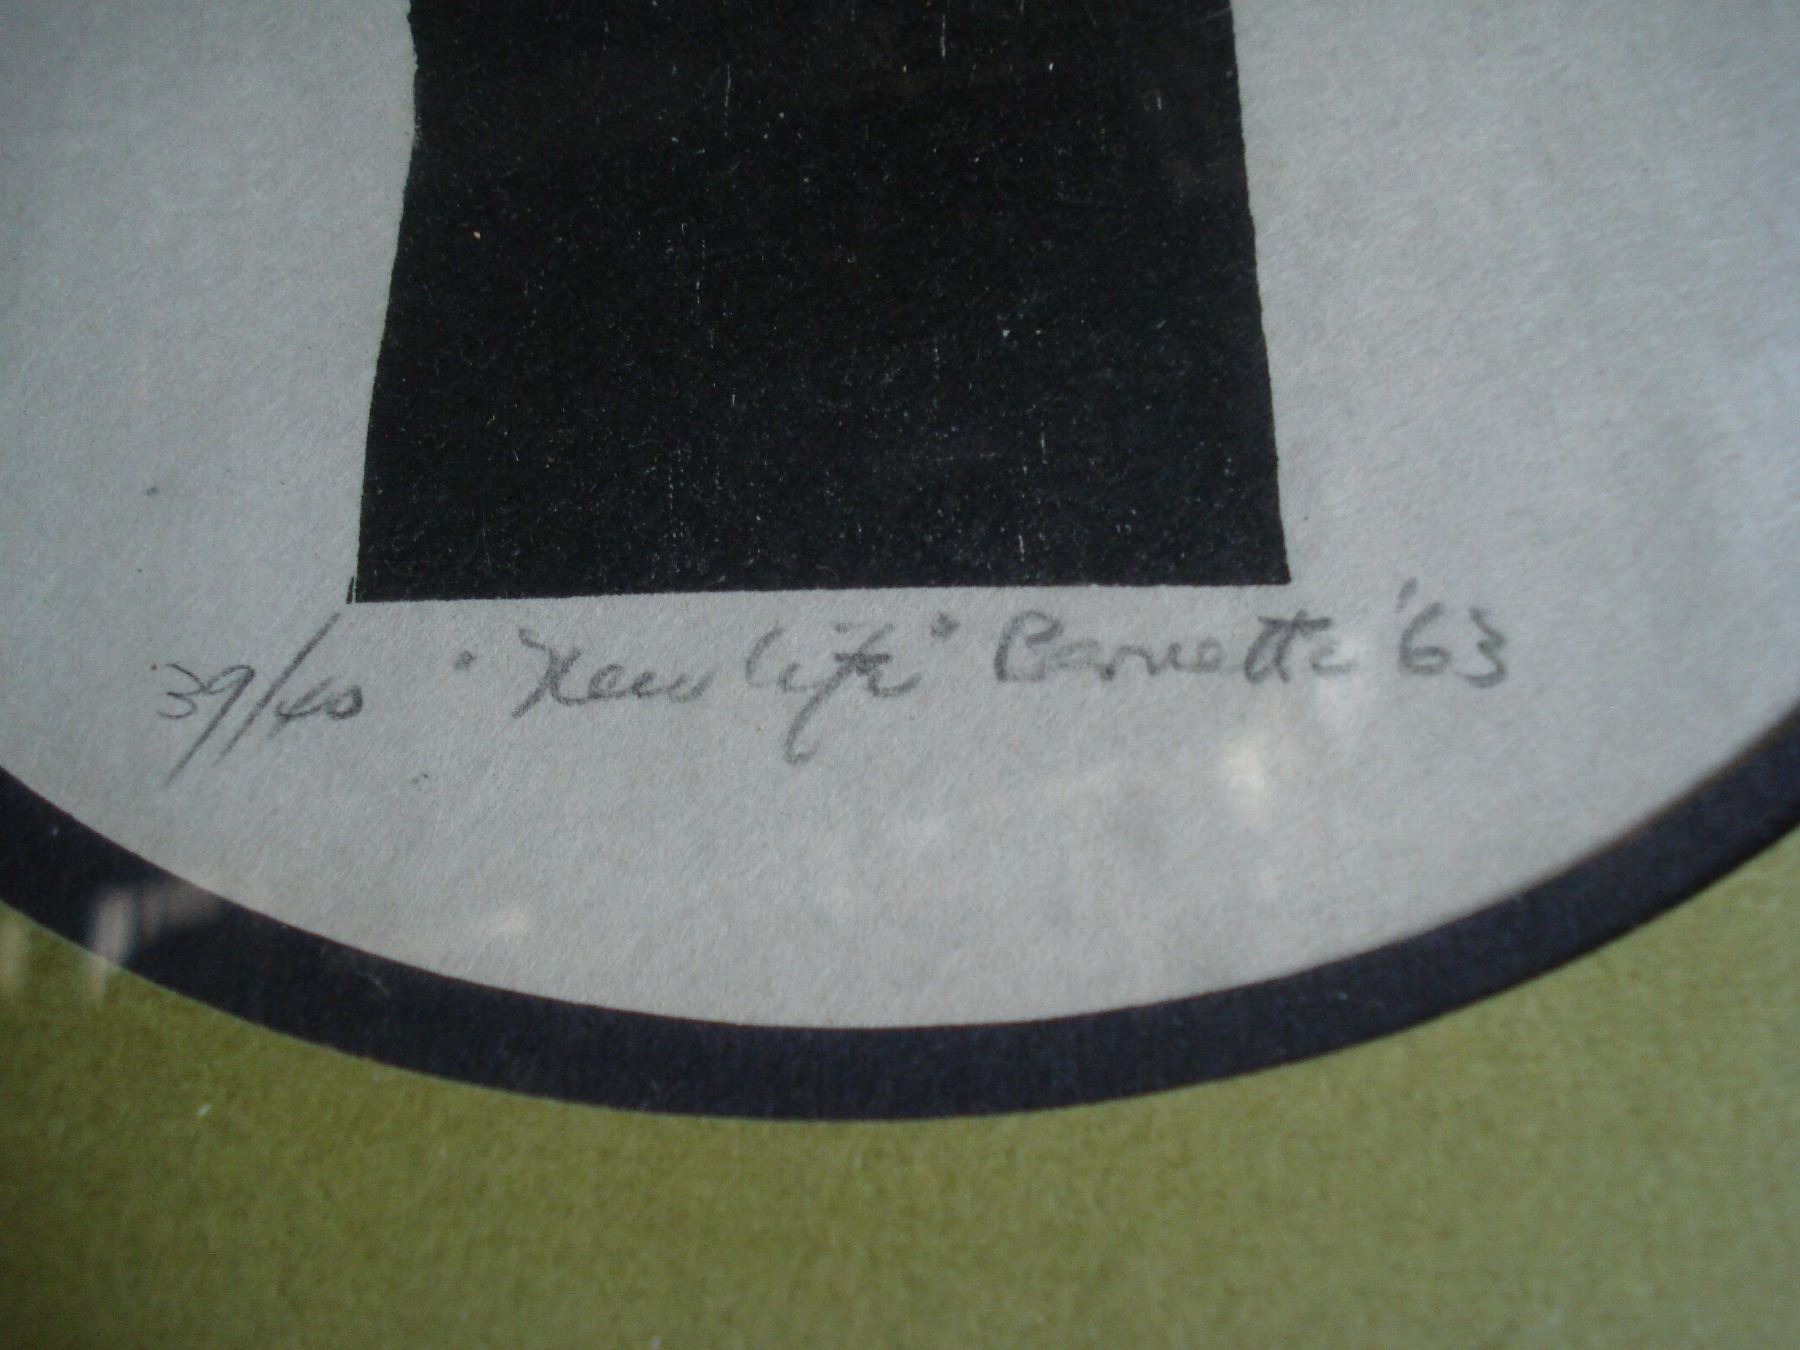 39/40 "New Life" Barnette '63